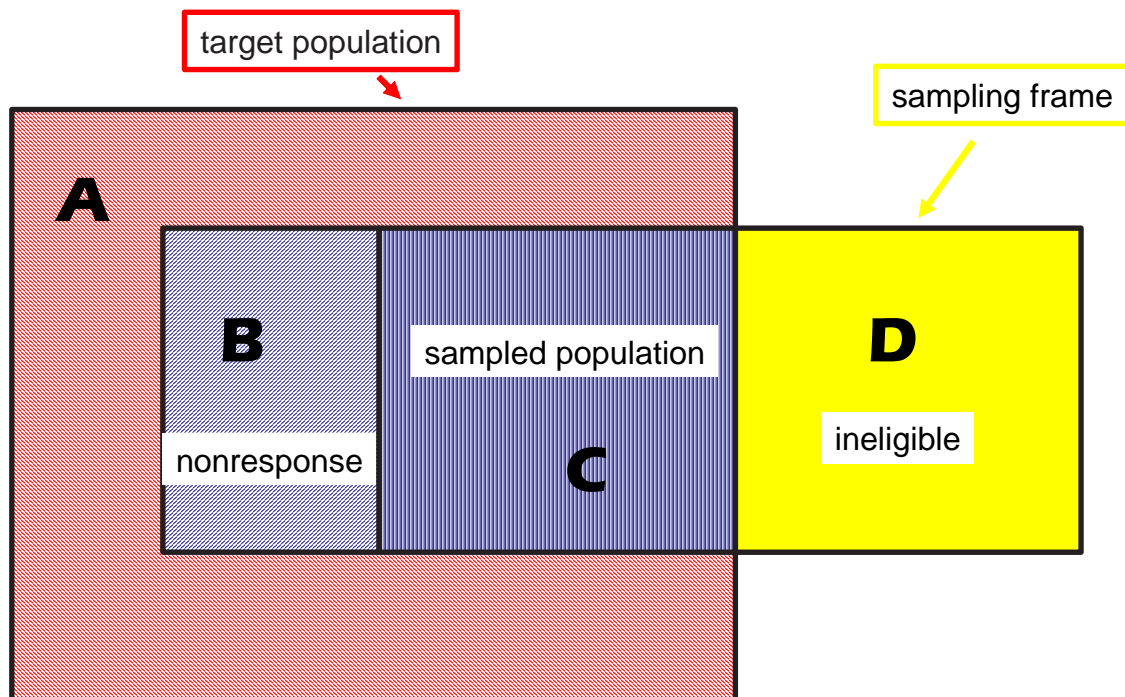 target population
sampling frame
A
B
sampled population
D
ineligible
nonresponse
C